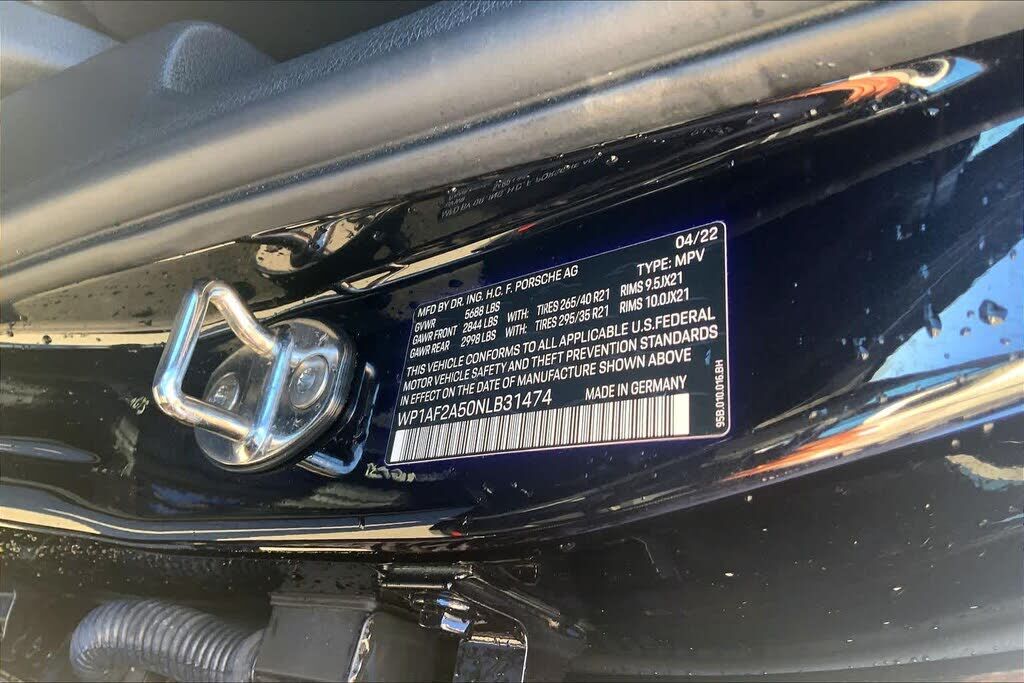 04/22
MFD BY DR. ING. H.C. F. PORSCHE AG TYPE: MPV
GVWR 5688 LBS
GAWR FRONT 2844 LBS WITH: TIRES 265/40 R21 RIMS 9.5JX21
GAWR REAR 2998 LBS WITH: TIRES 295/35 R21 RIMS 10.0JX21
THIS VEHICLE CONFORMS TO ALL APPLICABLE U.S.FEDERAL
MOTOR VEHICLE SAFETY AND THEFT PREVENTION STANDARDS
IN EFFECT ON THE DATE OF MANUFACTURE SHOWN ABOVE
WP1AF2A50NLB31474 MADE IN GERMANY
95B.010.016.BH